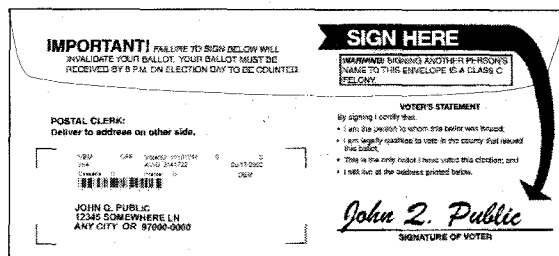 IMPORTANT! FAILURE TO SIGN BELOW WILL
INVALIDATE YOUR BALLOT. YOUR BALLOT MUST BE
RECEIVED BY 8 P.M. ON ELECTION DAY TO BE COUNTED.
SIGN HERE
WARNING! SIGNING ANOTHER PERSON'S
NAME TO THIS ENVELOPE IS A CLASS C
FELONY.
VOTER'S STATEMENT
By signing I certify that:
• I am the person to whom this ballot was issued;
• I am legally qualified to vote in the county that issued
this ballot;
• This is the only ballot I have voted this election; and
• I still live at the address printed below.
POSTAL CLERK:
Deliver to address on other side.
JOHN Q. PUBLIC
12345 SOMEWHERE LN
ANY CITY OR 97000-0000
John Q. Public
SIGNATURE OF VOTER